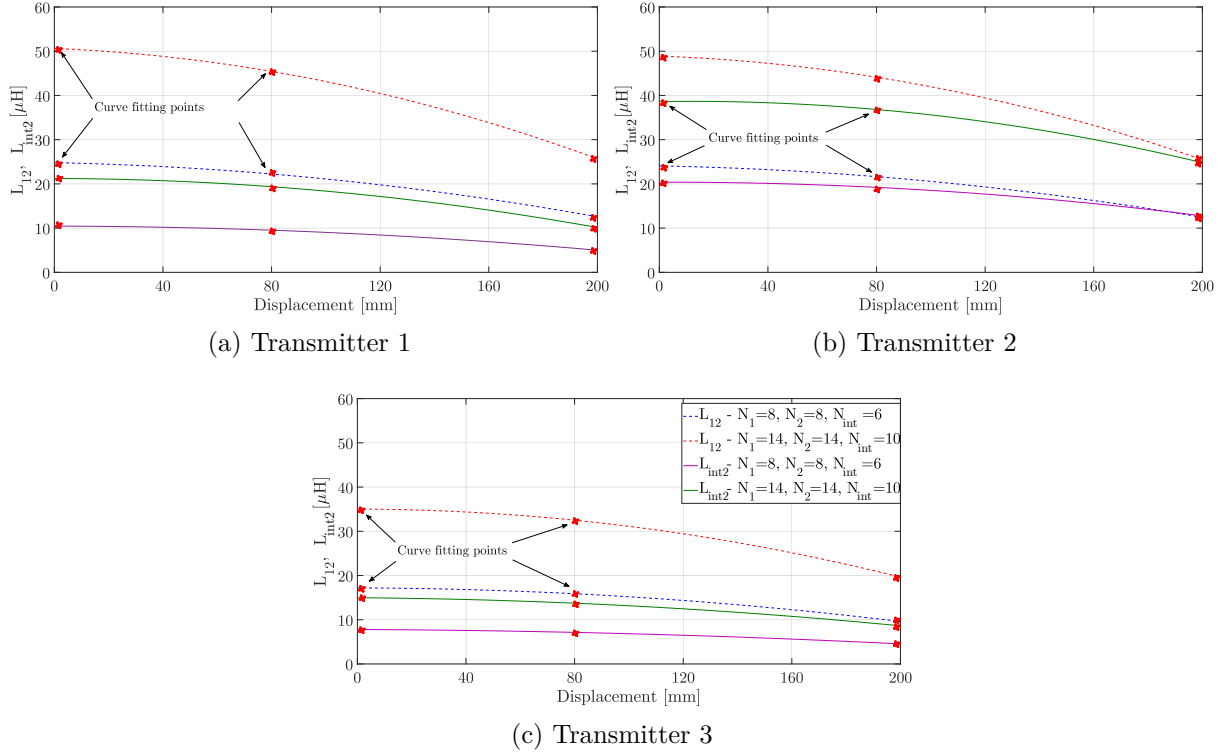 60
50
40
30
20
10
0
L12, Lint2 [μH]
Curve fitting points
0 40 80 120 160 200
Displacement [mm]
(a) Transmitter 1
60
50
40
30
20
10
0
L12, Lint2 [μH]
Curve fitting points
0 40 80 120 160 200
Displacement [mm]
(b) Transmitter 2
60
50
40
30
20
10
0
L12, Lint2 [μH]
L12 - N1=8, N2=8, Nint =6
L12 - N1=14, N2=14, Nint=10
Lint2 - N1=8, N2=8, Nint =6
Lint2 - N1=14, N2=14, Nint=10
Curve fitting points
0 40 80 120 160 200
Displacement [mm]
(c) Transmitter 3